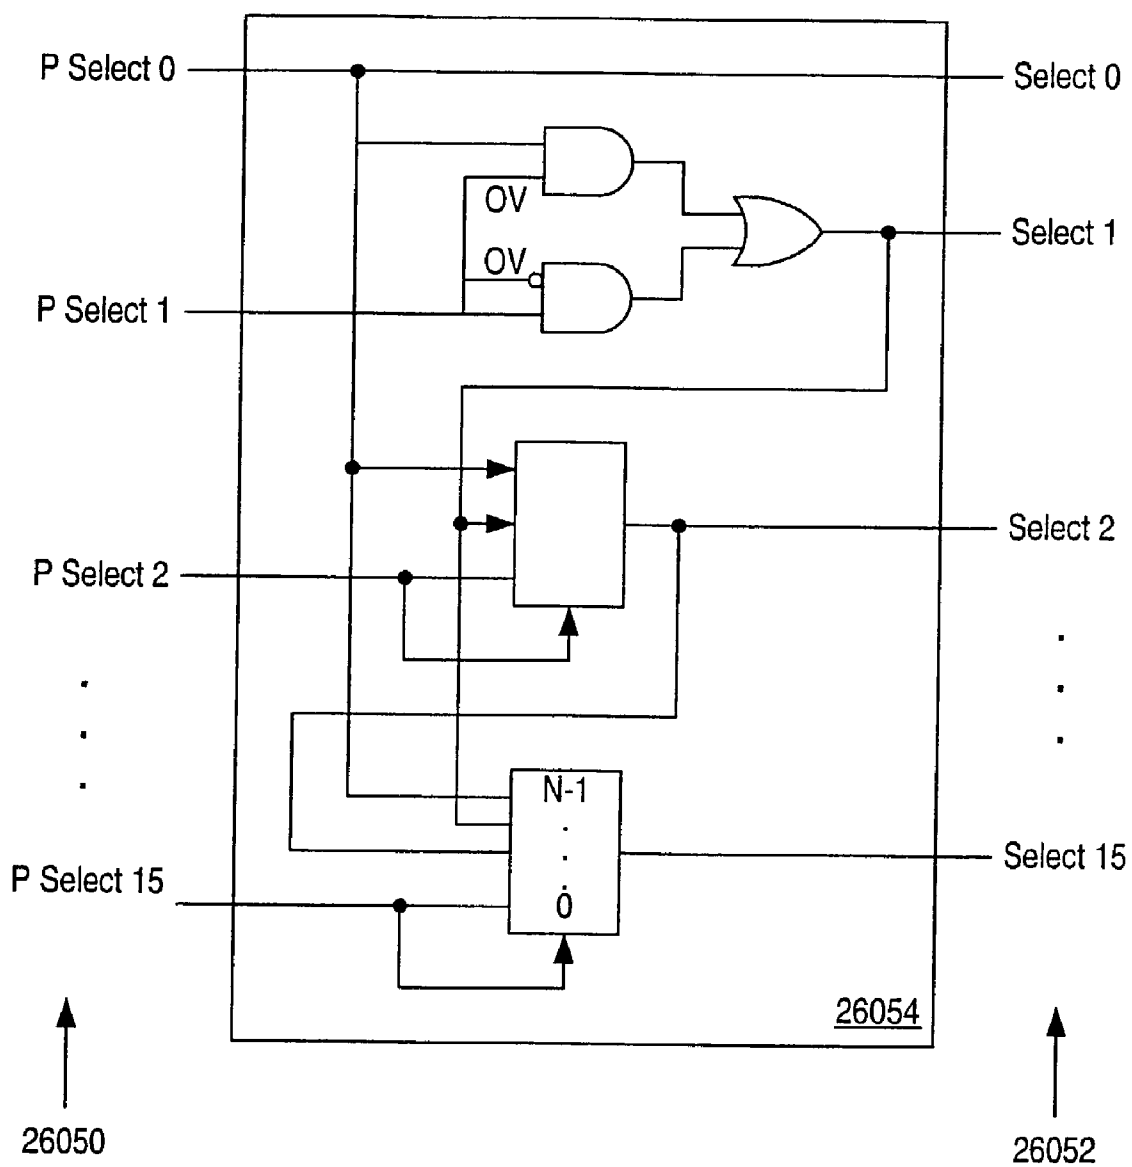 P Select 0
Select 0
OV
Select 1
OV
P Select 1
Select 2
P Select 2
N-1
.
.
.
0
Select 15
P Select 15
26054
26050
26052